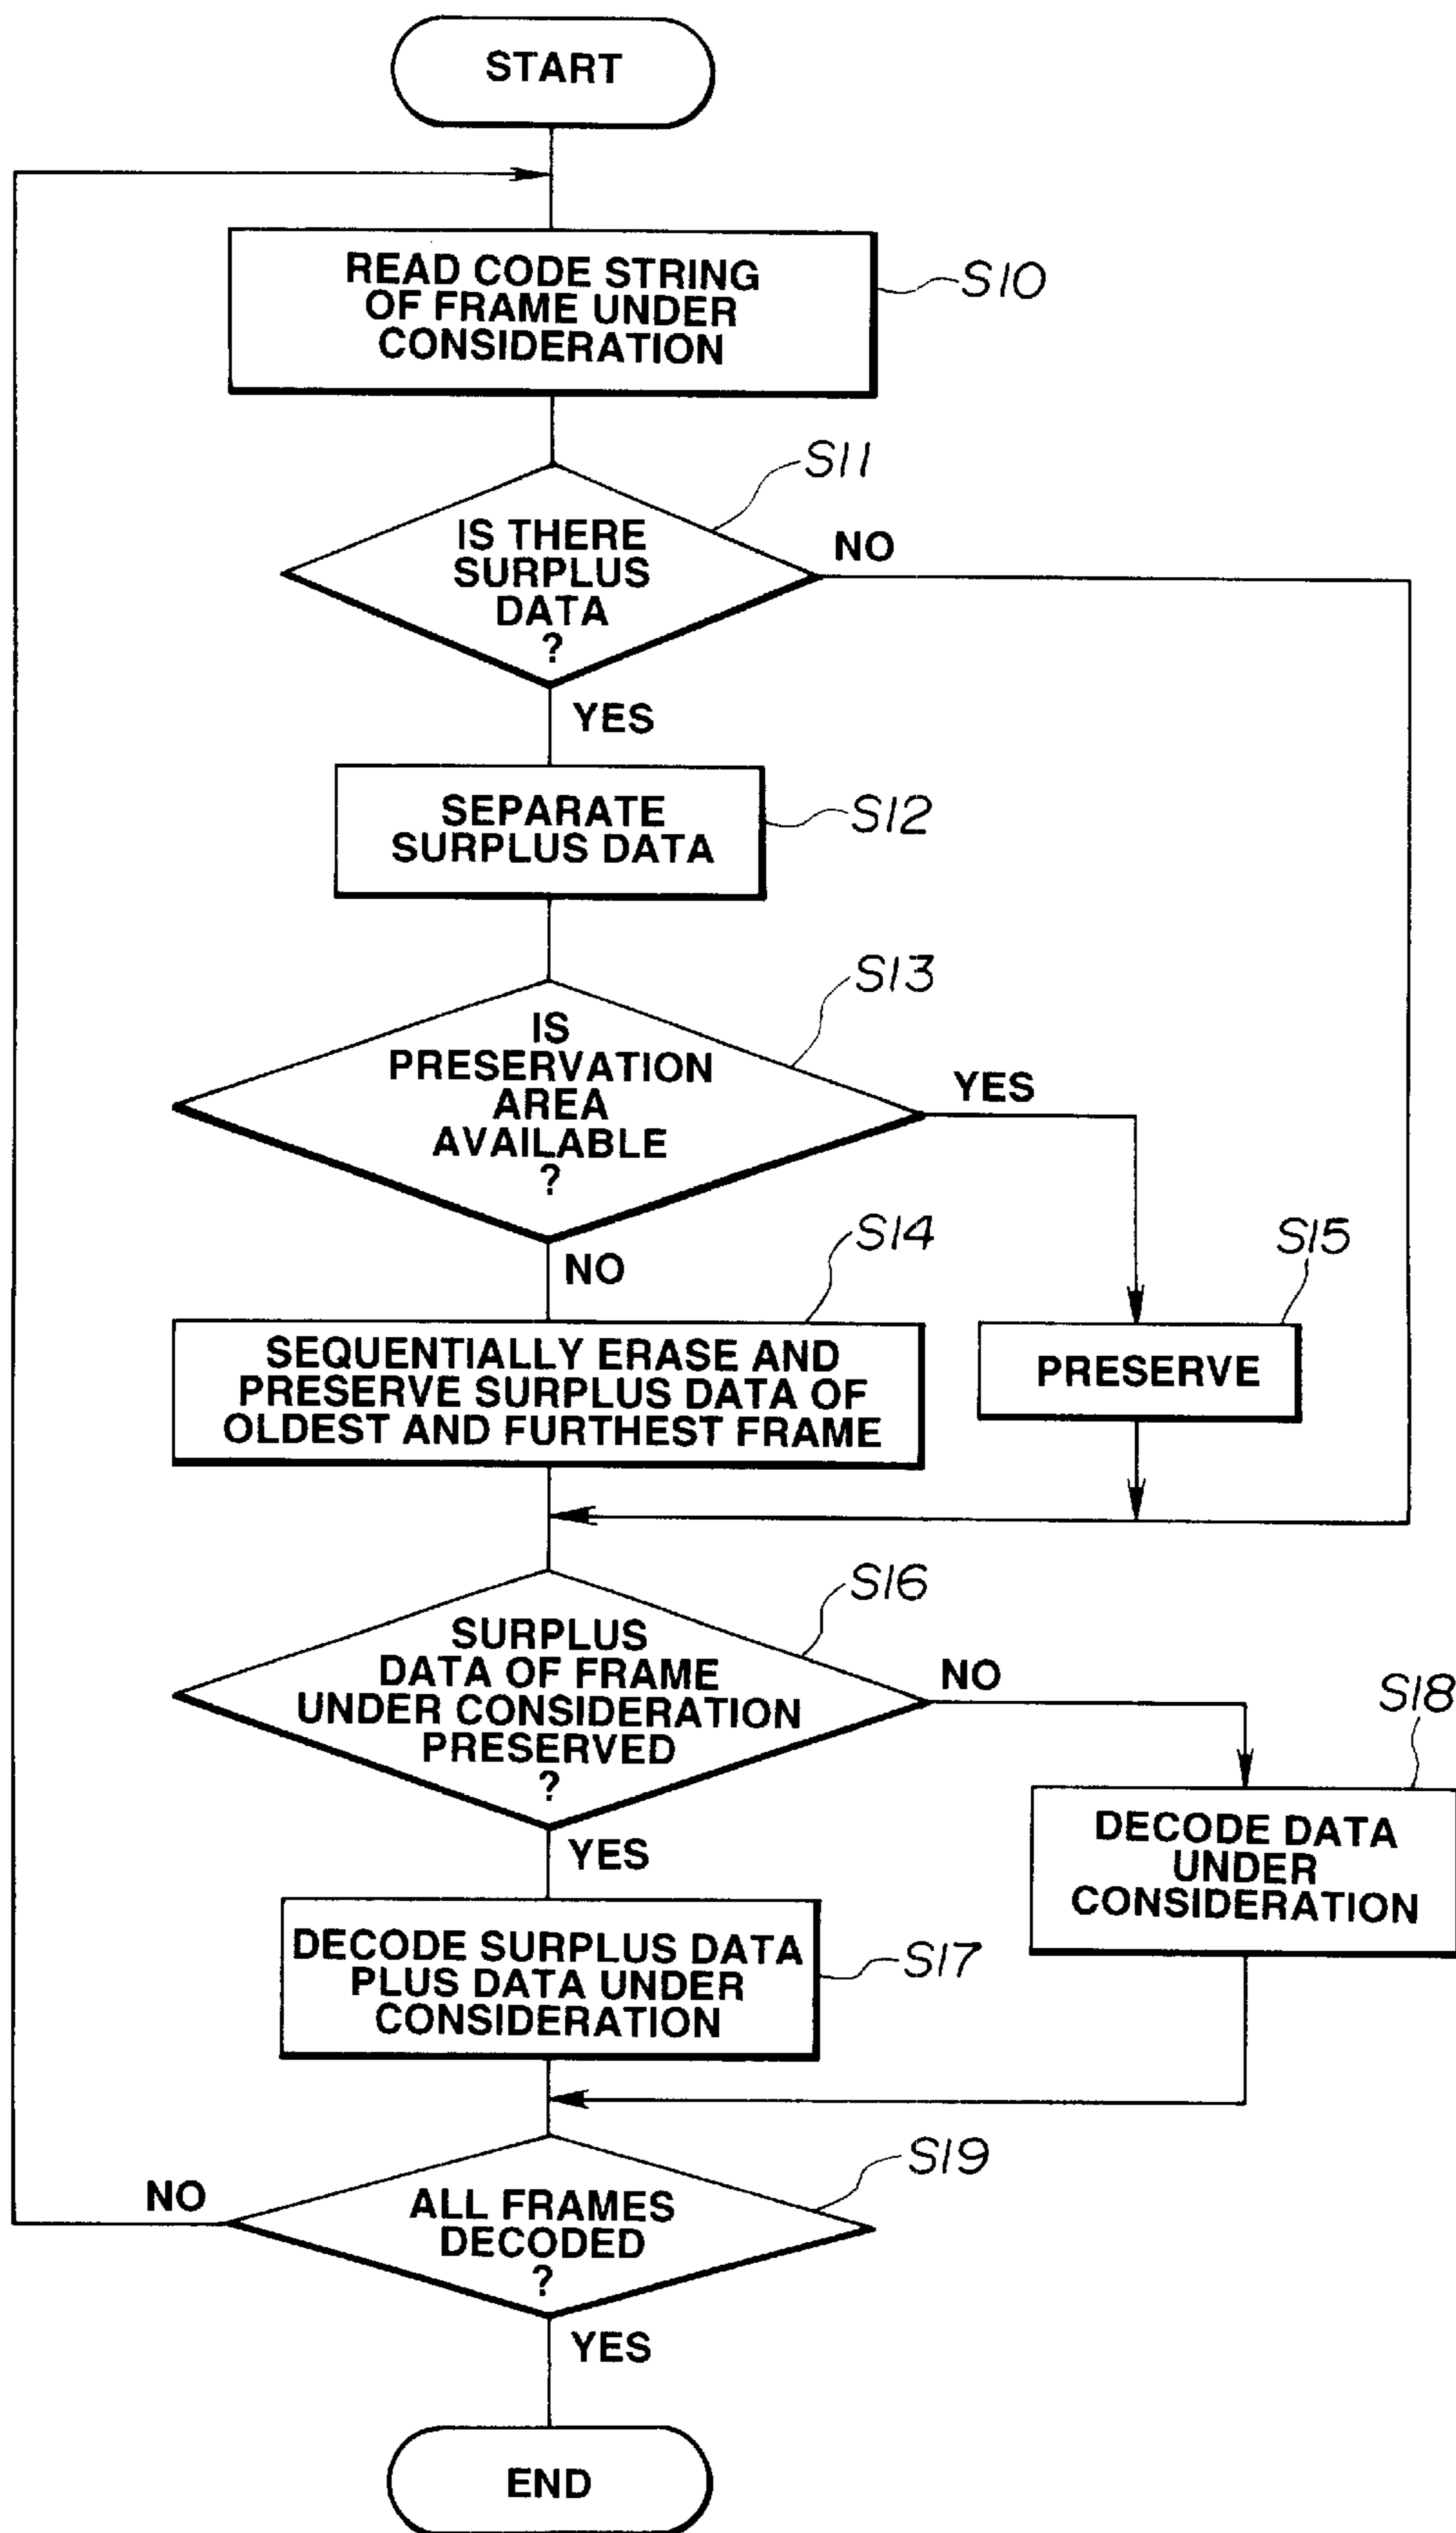 START
READ CODE STRING
OF FRAME UNDER
CONSIDERATION
S10
S11
IS THERE
SURPLUS
DATA
?
NO
YES
SEPARATE
SURPLUS DATA
S12
S13
IS
PRESERVATION
AREA
AVAILABLE
?
YES
NO
S14
S15
SEQUENTIALLY ERASE AND
PRESERVE SURPLUS DATA OF
OLDEST AND FURTHEST FRAME
PRESERVE
S16
SURPLUS
DATA OF FRAME
UNDER CONSIDERATION
PRESERVED
?
NO
S18
YES
DECODE DATA
UNDER
CONSIDERATION
DECODE SURPLUS DATA
PLUS DATA UNDER
CONSIDERATION
S17
S19
NO
ALL FRAMES
DECODED
?
YES
END